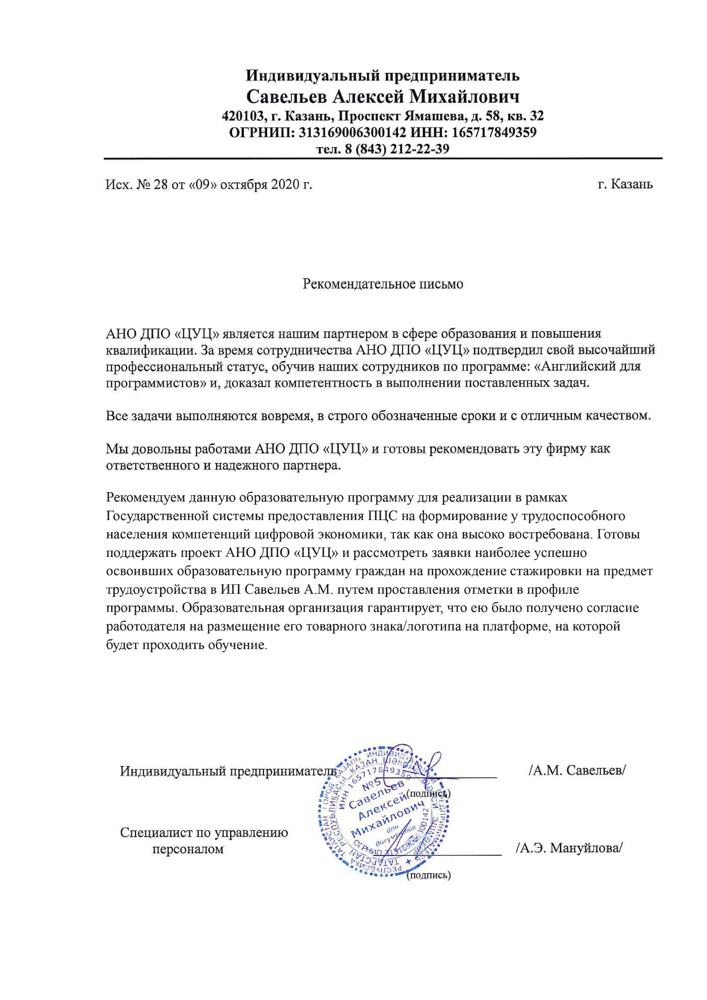 Индивидуальный предприниматель
Савельев Алексей Михайлович
420103, г. Казань, Проспект Ямашева, д. 58, кв. 32
ОГРНИП: 313169006300142 ИНН: 165717849359
тел. 8 (843) 212-22-39
Исх. № 28 от «09» октября 2020 г. г. Казань
Рекомендательное письмо
АНО ДПО «ЦУЦ» является нашим партнером в сфере образования и повышения
квалификации. За время сотрудничества АНО ДПО «ЦУЦ» подтвердил свой высочайший
профессиональный статус, обучив наших сотрудников по программе: «Английский для
программистов» и, доказал компетентность в выполнении поставленных задач.
Все задачи выполняются вовремя, в строго обозначенные сроки и с отличным качеством.
Мы довольны работами АНО ДПО «ЦУЦ» и готовы рекомендовать эту фирму как
ответственного и надежного партнера.
Рекомендуем данную образовательную программу для реализации в рамках
Государственной системы предоставления ПЦС на формирование у трудоспособного
населения компетенций цифровой экономики, так как она высоко востребована. Готовы
поддержать проект АНО ДПО «ЦУЦ» и рассмотреть заявки наиболее успешно
освоивших образовательную программу граждан на прохождение стажировки на предмет
трудоустройства в ИП Савельев А.М. путем проставления отметки в профиле
программы. Образовательная организация гарантирует, что ею было получено согласие
работодателя на размещение его товарного знака/логотипа на платформе, на которой
будет проходить обучение.
Индивидуальный предприниматель /А.М. Савельев/
(подпись)
Специалист по управлению
персоналом /А.Э. Мануйлова/
(подпись)
РЕСПУБЛИКА ТАТАРСТАН ГОРОД КАЗАНЬ ИНДИВИДУАЛЬНЫЙ ПРЕДПРИНИМАТЕЛЬ
ТАТАРСТАН РЕСПУБЛИКАСЫ КАЗАН ШӘҺӘРЕ
ИНН 165717849359
№5
Савельев
Алексей
Михайлович
для
документов
ОГРНИП 313169006300142